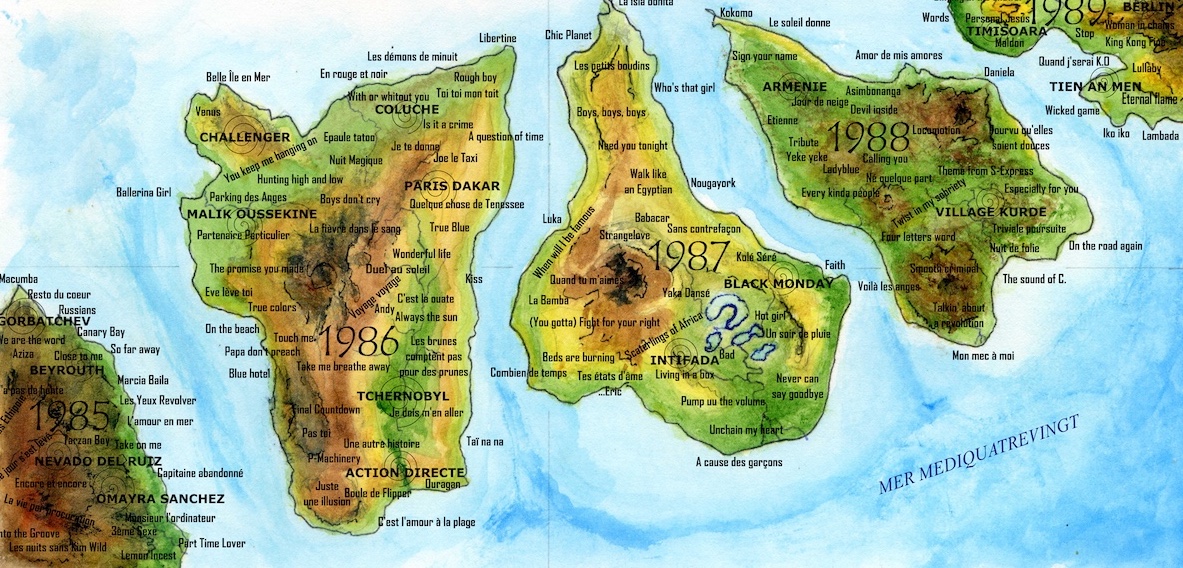 Macumba
Resto du coeur
Russians
GORBATCHEV
Canary Bay
We are the word
So far away
Aziza
Close to me
BEYROUTH
Marcia Baila
1985
Les Yeux Revolver
L'amour en mer
Tarzan Boy
Take on me
NEVADO DEL RUIZ
Capitaine abandonné
Encore et encore
OMAYRA SANCHEZ
La vie par procuration
Monsieur l'ordinateur
3ème Sexe
Into the Groove
Part Time Lover
Les nuits sans Kim Wild
Lemon Incest
Libertine
Les démons de minuit
En rouge et noir
Belle Île en Mer
Rough boy
Toi toi mon toit
With or whitout you
COLUCHE
Venus
Is it a crime
CHALLENGER
Epaule tatoo
A question of time
You keep me hanging on
Je te donne
Nuit Magique
Joe le Taxi
Hunting high and low
PARIS DAKAR
Ballerina Girl
Parking des Anges
Boys don't cry
Quelque chose de Tenessee
MALIK OUSSEKINE
Partenaire Particulier
La fièvre dans le sang
True Blue
Wonderful life
The promise you made
Duel au soleil
Kiss
Voyage voyage
Eve lève toi
C'est la ouate
True colors
Andy
Always the sun
On the beach
Touch me
1986
Les brunes
comptent pas
pour des prunes
Papa don't preach
Take me breathe away
Blue hotel
TCHERNOBYL
Final Countdown
Je dois m'en aller
Pas toi
Une autre histoire
Taï na na
P-Machinery
ACTION DIRECTE
Juste
une illusion
Boule de Flipper
Ouragan
C'est l'amour à la plage
La isla bonita
Chic Planet
Les petits boudins
Who's that girl
Boys, boys, boys
Need you tonight
Walk like
an Egyptian
Nougayork
Luka
When will I be famous
Babacar
Strangelove
Sans contrefaçon
1987
Kolé Séré
Faith
Quand tu m'aimes
Yaka Dansé
BLACK MONDAY
La Bamba
Hot girl
(You gotta) Fight for your right
Scatterlings of Africa
Un soir de pluie
Beds are burning
INTIFADA
Bad
Combien de temps
Tes états d'âme
...Eric
Living in a box
Never can
say goodbye
Pump uu the volume
Unchain my heart
A cause des garçons
Kokomo
Le soleil donne
Sign your name
Amor de mis amores
ARMENIE
Asimbonanga
Daniela
Jour de neige
Devil inside
Etienne
1988
Locomotion
Pourvu qu'elles
soient douces
Tribute
Yeke yeke
Calling you
Ladyblue
Ne quelque part
Thema from S-Express
Every kinda people
Twist in my sobriety
Especially for you
VILLAGE KURDE
Four letters word
Triviale poursuite
Nuit de folie
On the road again
Smooth criminal
The sound of C.
Voilà les anges
Talkin' about
a revolution
Mon mec à moi
Words
Personal Jesus
1989
BERLIN
Woman in chains
TIMISOARA
Stop
Maldon
King Kong Five
Quand j'serai K.O
Lullaby
TIEN AN MEN
Eternal flame
Wicked game
Iko iko
Lambada
MER MEDIQUATREVINGT